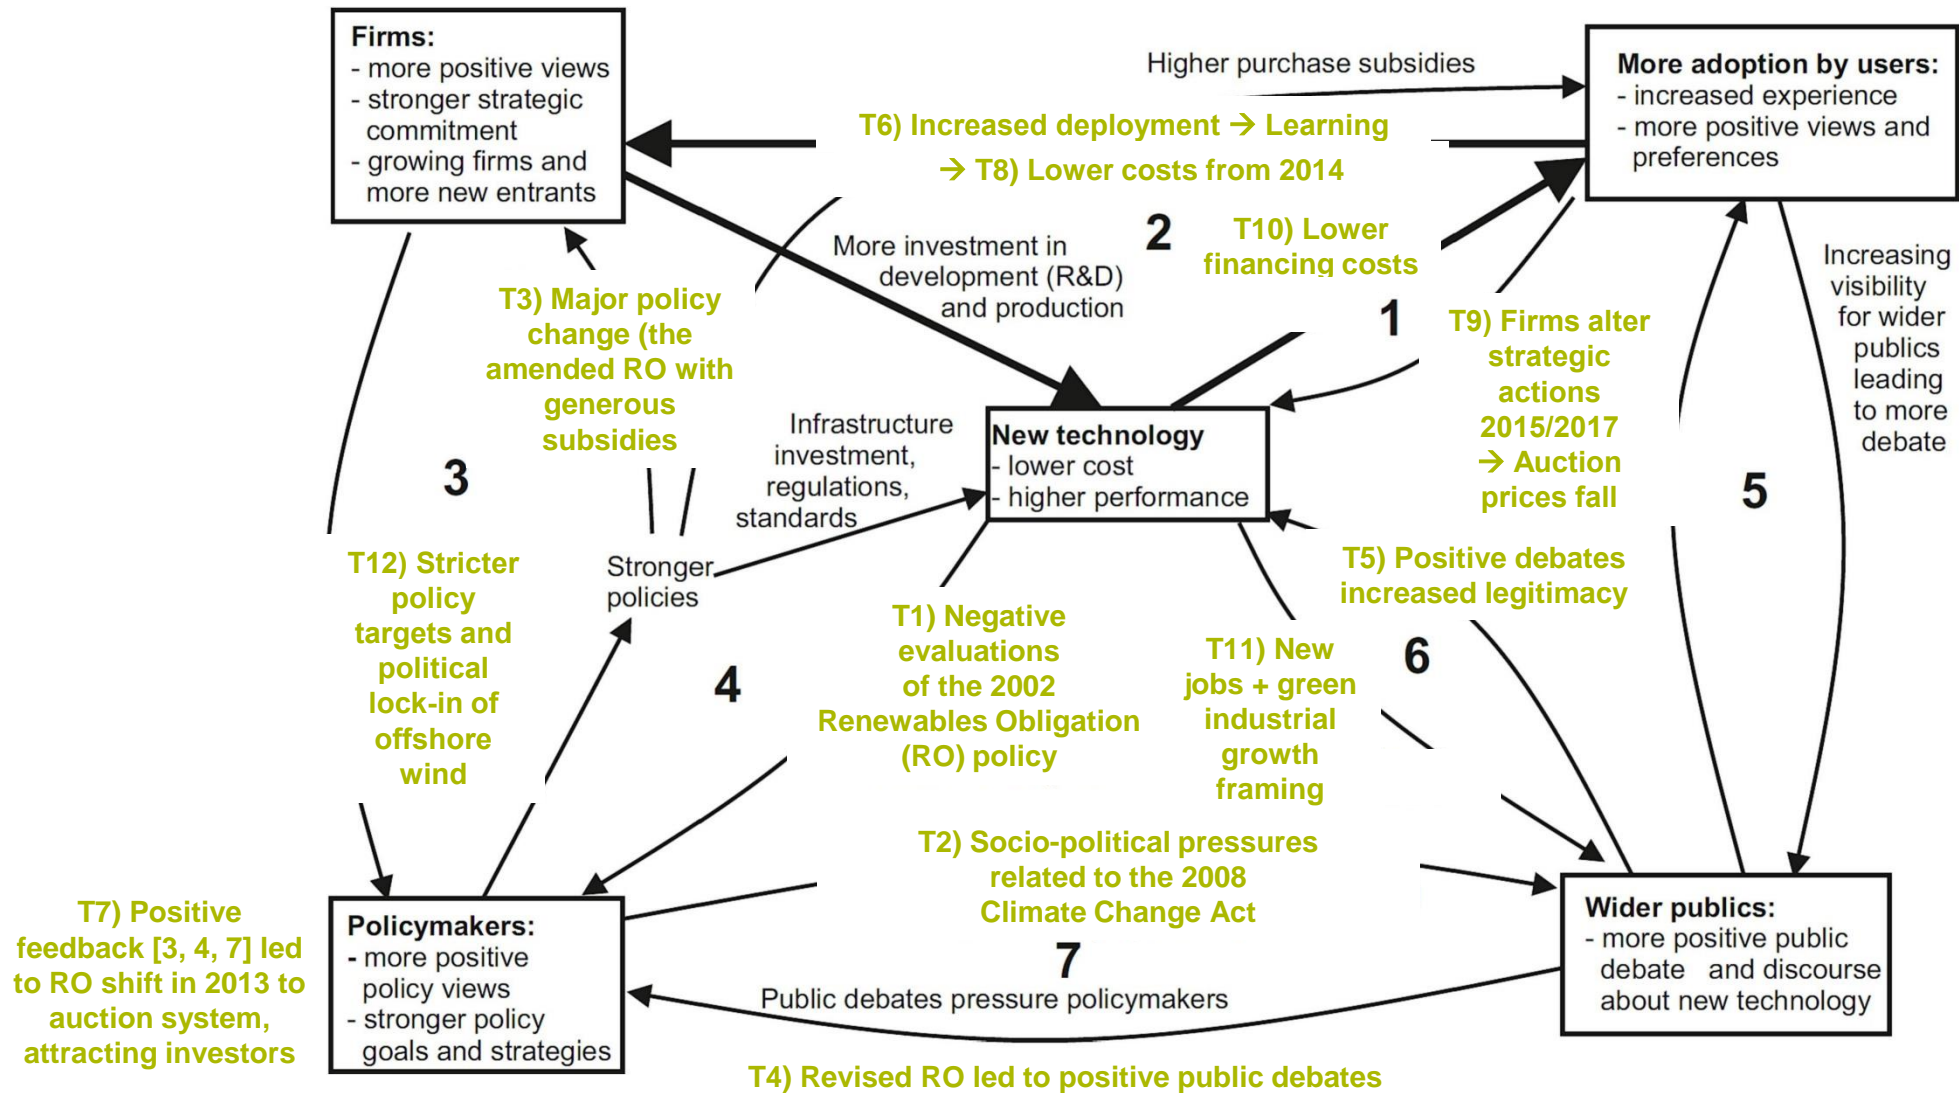 Firms:
- more positive views
- stronger strategic
commitment
- growing firms and
more new entrants
Higher purchase subsidies
More adoption by users:
- increased experience
- more positive views and
preferences
T6) Increased deployment → Learning
→ T8) Lower costs from 2014
2
T10) Lower
financing costs
More investment in
development (R&D)
and production
1
Increasing
visibility
for wider
publics
leading
to more
debate
T3) Major policy
change (the
amended RO with
generous
subsidies
T9) Firms alter
strategic
actions
2015/2017
→ Auction
prices fall
3
Infrastructure
investment,
regulations,
standards
New technology
- lower cost
- higher performance
5
T12) Stricter
policy
targets and
political
lock-in of
offshore
wind
Stronger
policies
T5) Positive debates
increased legitimacy
T1) Negative
evaluations
of the 2002
Renewables Obligation
(RO) policy
T11) New
jobs + green
industrial
growth
framing
6
4
T2) Socio-political pressures
related to the 2008
Climate Change Act
7
T7) Positive
feedback [3, 4, 7] led
to RO shift in 2013 to
auction system,
attracting investors
Policymakers:
- more positive
policy views
- stronger policy
goals and strategies
Public debates pressure policymakers
Wider publics:
- more positive public
debate and discourse
about new technology
T4) Revised RO led to positive public debates